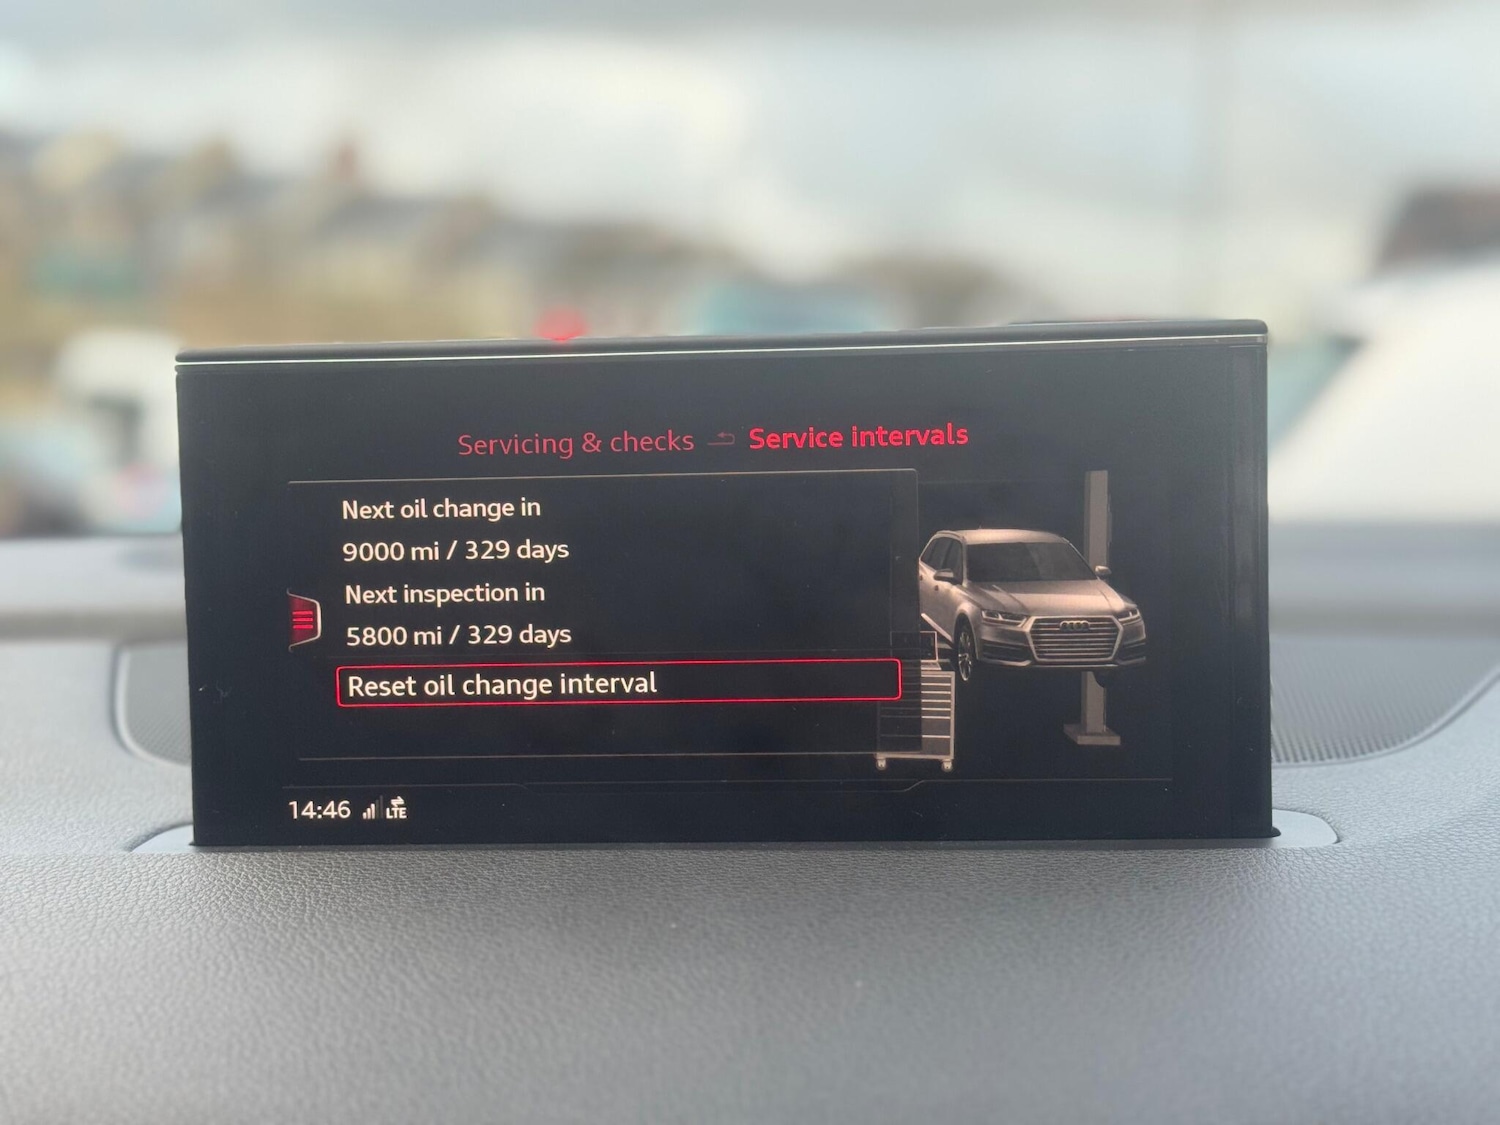 Servicing & checks Service intervals
Next oil change in
9000 mi / 329 days
Next inspection in
5800 mi / 329 days
Reset oil change interval
14:46 LTE